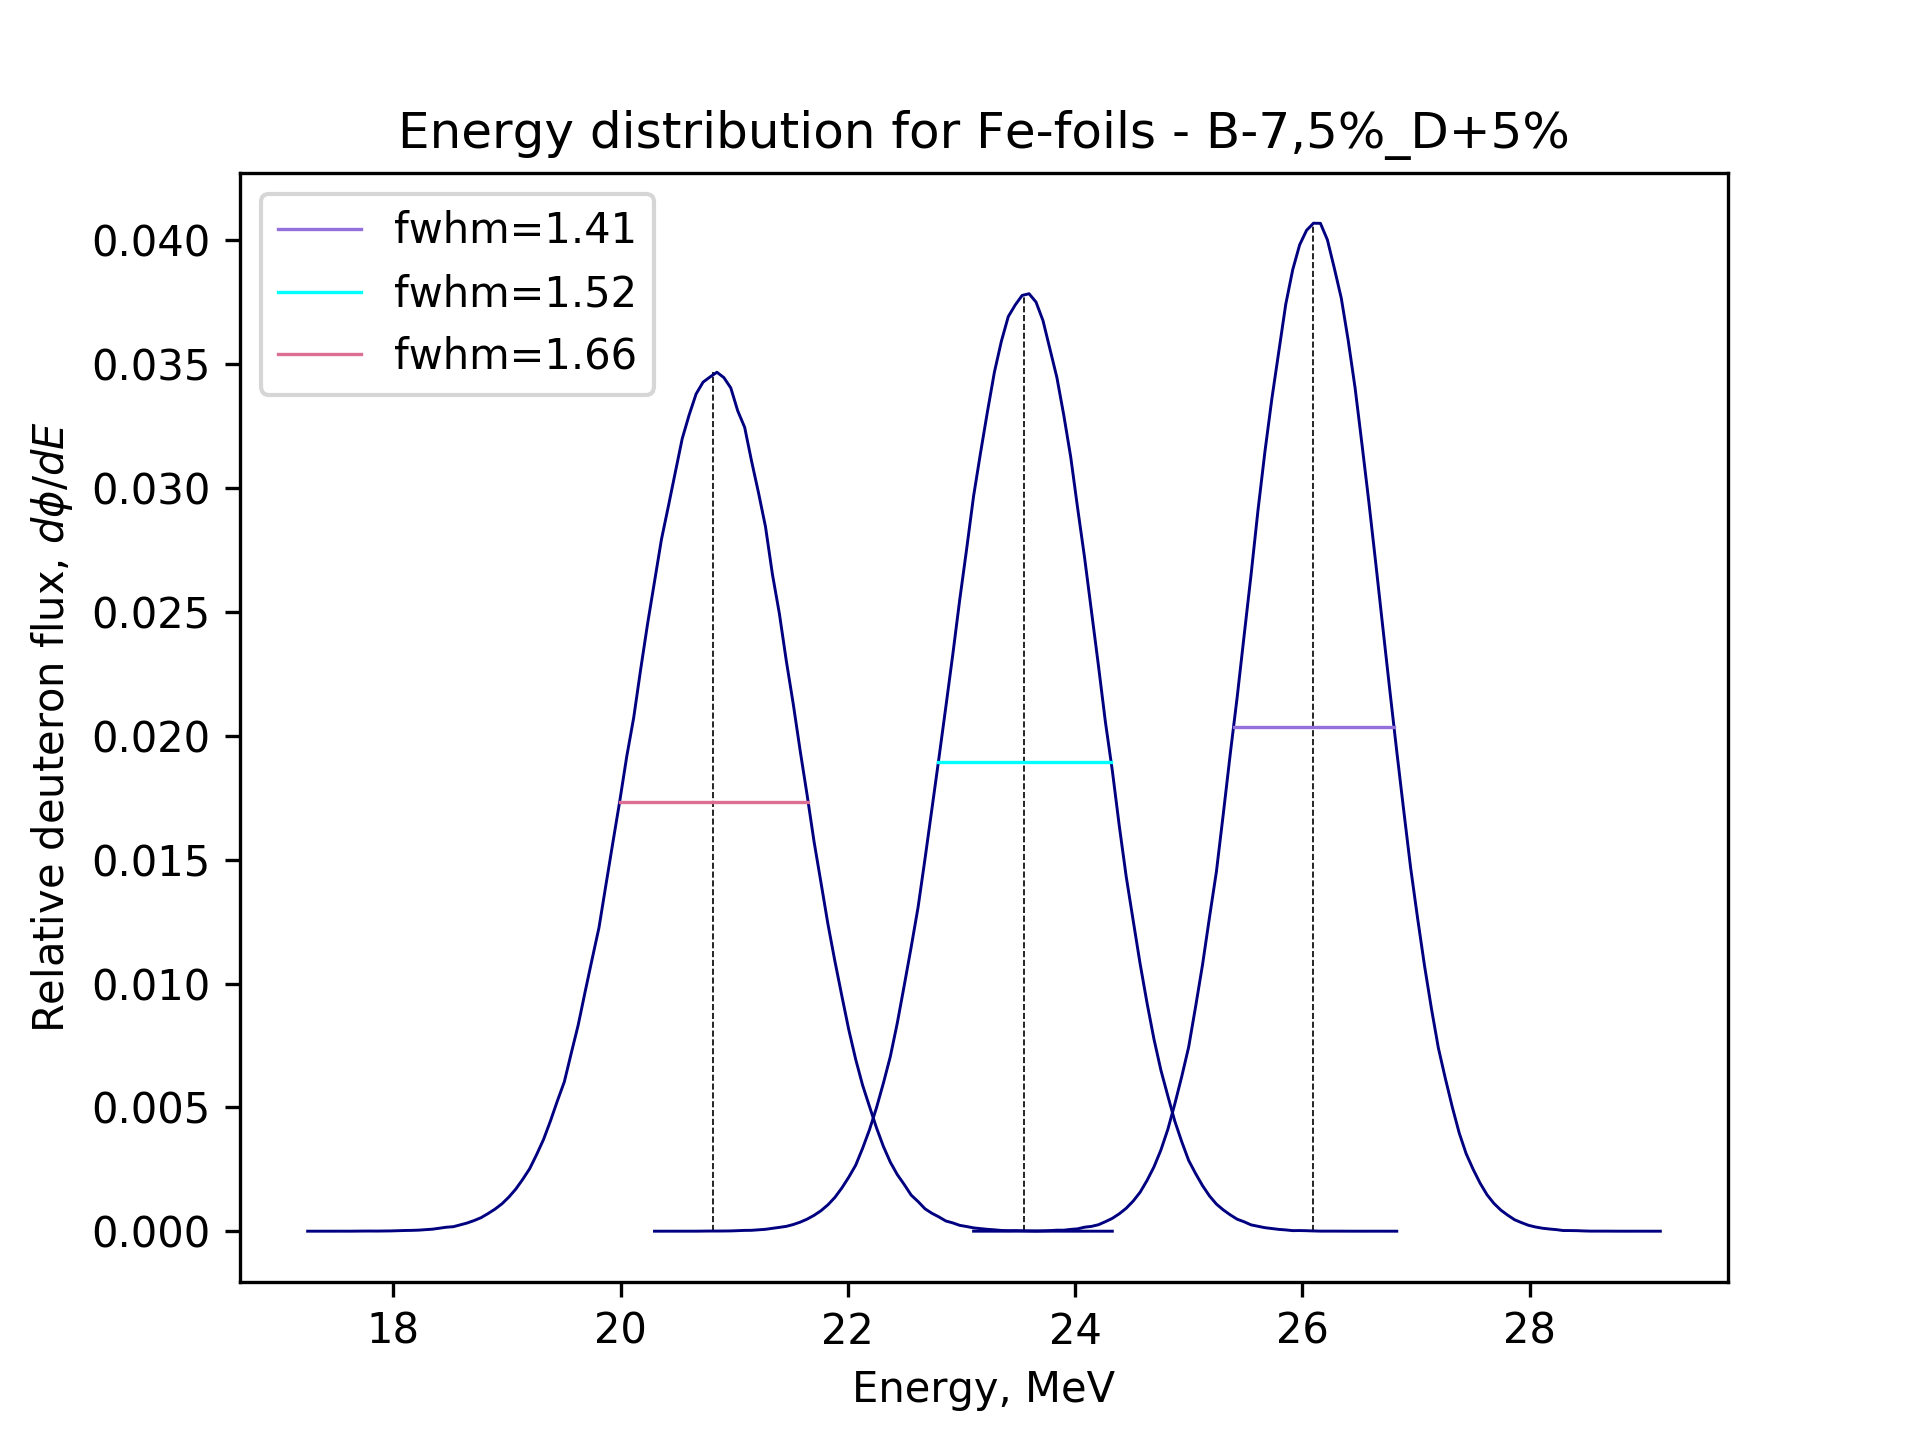 Energy distribution for Fe-foils - B-7,5%_D+5%
fwhm=1.41
fwhm=1.52
fwhm=1.66
Relative deuteron flux, dϕ/dE
0.040
0.035
0.030
0.025
0.020
0.015
0.010
0.005
0.000
18 20 22 24 26 28
Energy, MeV